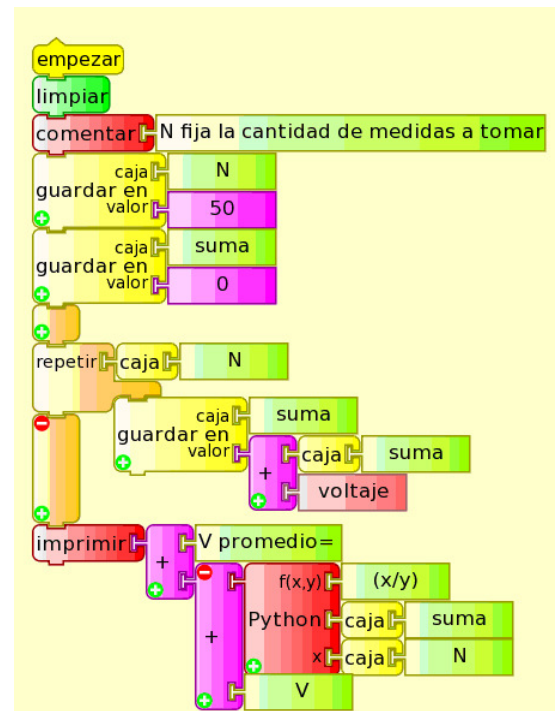 empezar
limpiar
comentar N fija la cantidad de medidas a tomar
caja N
guardar en
valor 50
caja suma
guardar en
valor 0
repetir caja N
caja suma
guardar en
valor + caja suma
voltaje
imprimir + V promedio=
+ f(x,y) (x/y)
Python caja suma
x caja N
V